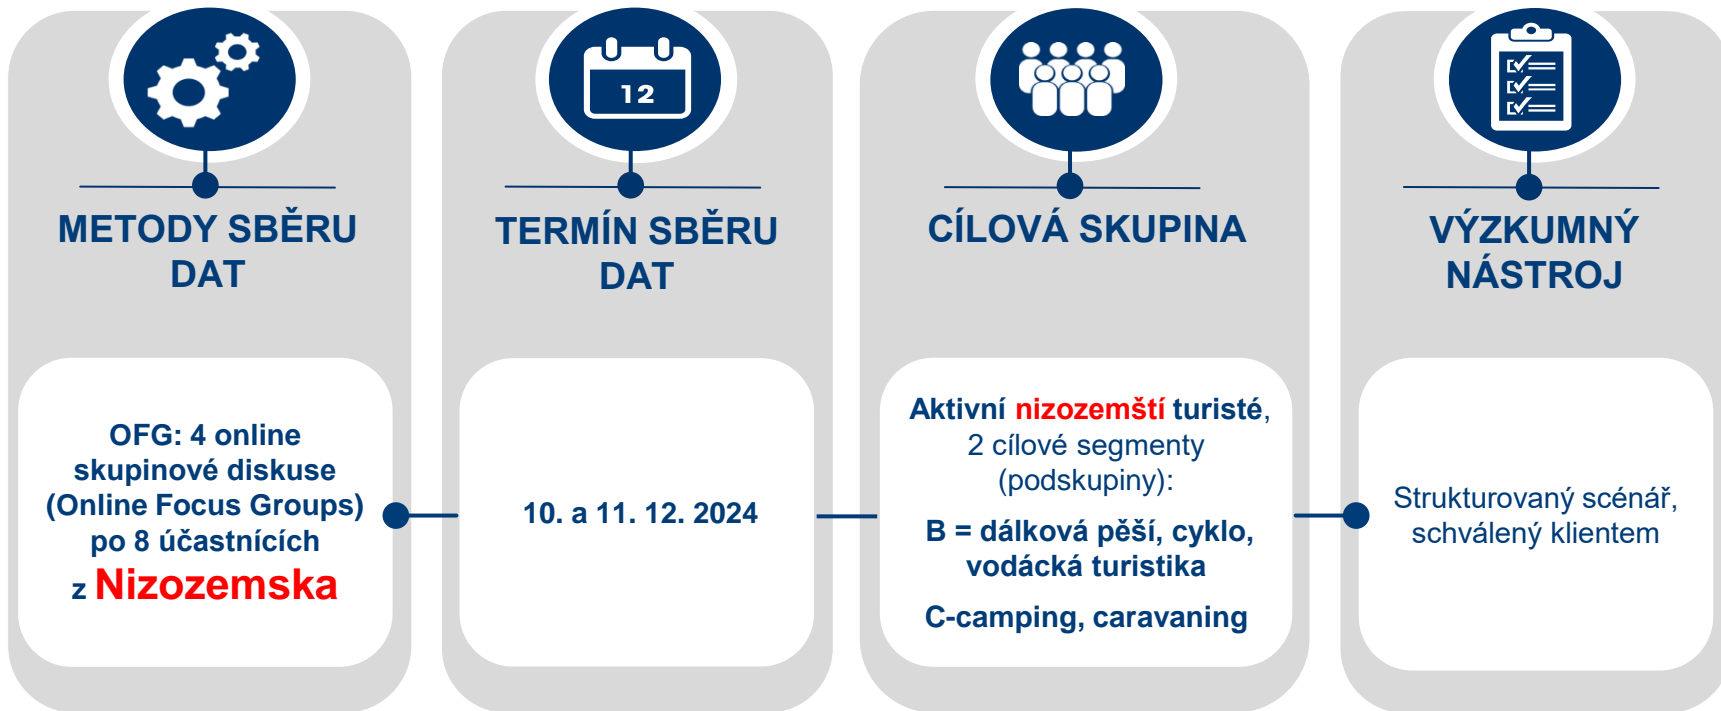 METODY SBĚRU
DAT
OFG: 4 online
skupinové diskuse
(Online Focus Groups)
po 8 účastnících
z Nizozemska
12
TERMÍN SBĚRU
DAT
10. a 11. 12. 2024
CÍLOVÁ SKUPINA
Aktivní nizozemští turisté,
2 cílové segmenty
(podskupiny):
B = dálková pěší, cyklo,
vodácká turistika
C-camping, caravaning
VÝZKUMNÝ
NÁSTROJ
Strukturovaný scénář,
schválený klientem